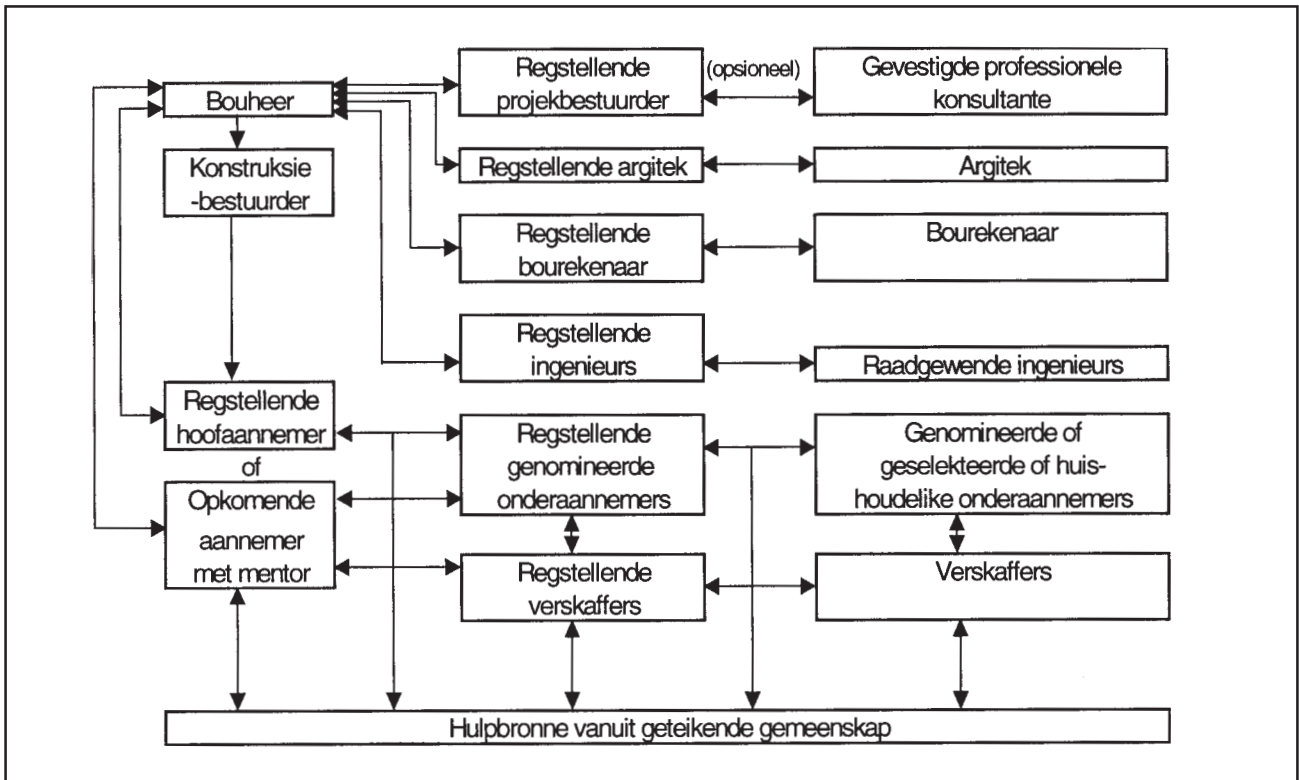 Bouheer
Konstruksie
-bestuurder
Regstellende
hoofaannemer
of
Opkomende
aannemer
met mentor
Regstellende
projekbestuurder
(opsioneel)
Gevestigde professionele
konsultante
Regstellende argitek
Argitek
Regstellende
bourekenaar
Bourekenaar
Regstellende
ingenieurs
Raadgewende ingenieurs
Regstellende
genomineerde
onderaannemers
Genomineerde of
geselekteerde of huis-
houdelike onderaannemers
Regstellende
verskaffers
Verskaffers
Hulpbronne vanuit geteikende gemeenskap